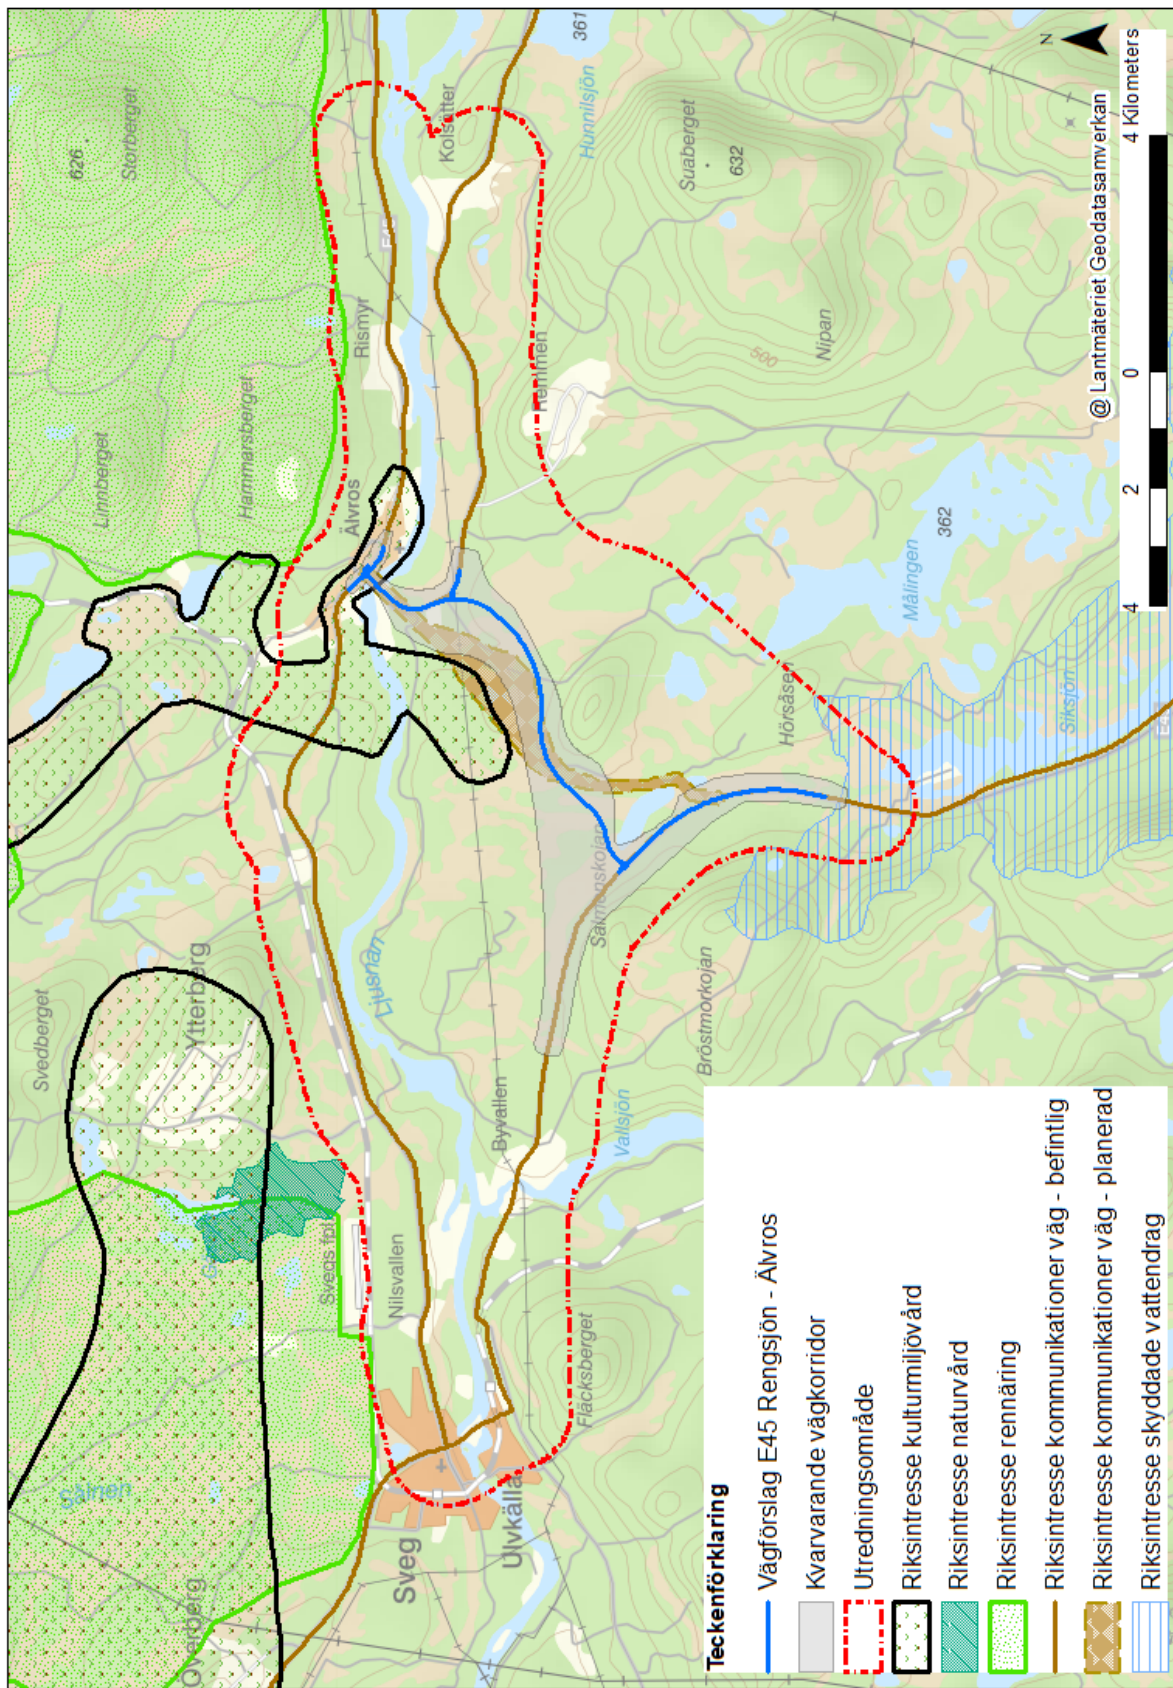 Svedberget
626
Sälnen
Linnberget
Storberget
Överberg
Ytterberg
Hammarsberget
Svegs fpl
Nilsvallen
Älvros
Rismyr
E45
Ljusnan
Sveg
Kolsätter
Ulvkälla
Byvallen
Remmen
Hunnilsjön
361
Fläcksberget
Vallsjön
Salmonskojan
Suaberget
632
Bröstmorkojan
Hörsåsen
500
Nipan
Målingen
362
Siksjön
N
Teckenförklaring
Vägförslag E45 Rengsjön - Älvros
Kvarvarande vägkorridor
Utredningsområde
Riksintresse kulturmiljövård
Riksintresse naturvård
Riksintresse rennäring
Riksintresse kommunikationer väg - befintlig
Riksintresse kommunikationer väg - planerad
Riksintresse skyddade vattendrag
@ Lantmäteriet Geodatasamverkan
4 2 0 4 Kilometers